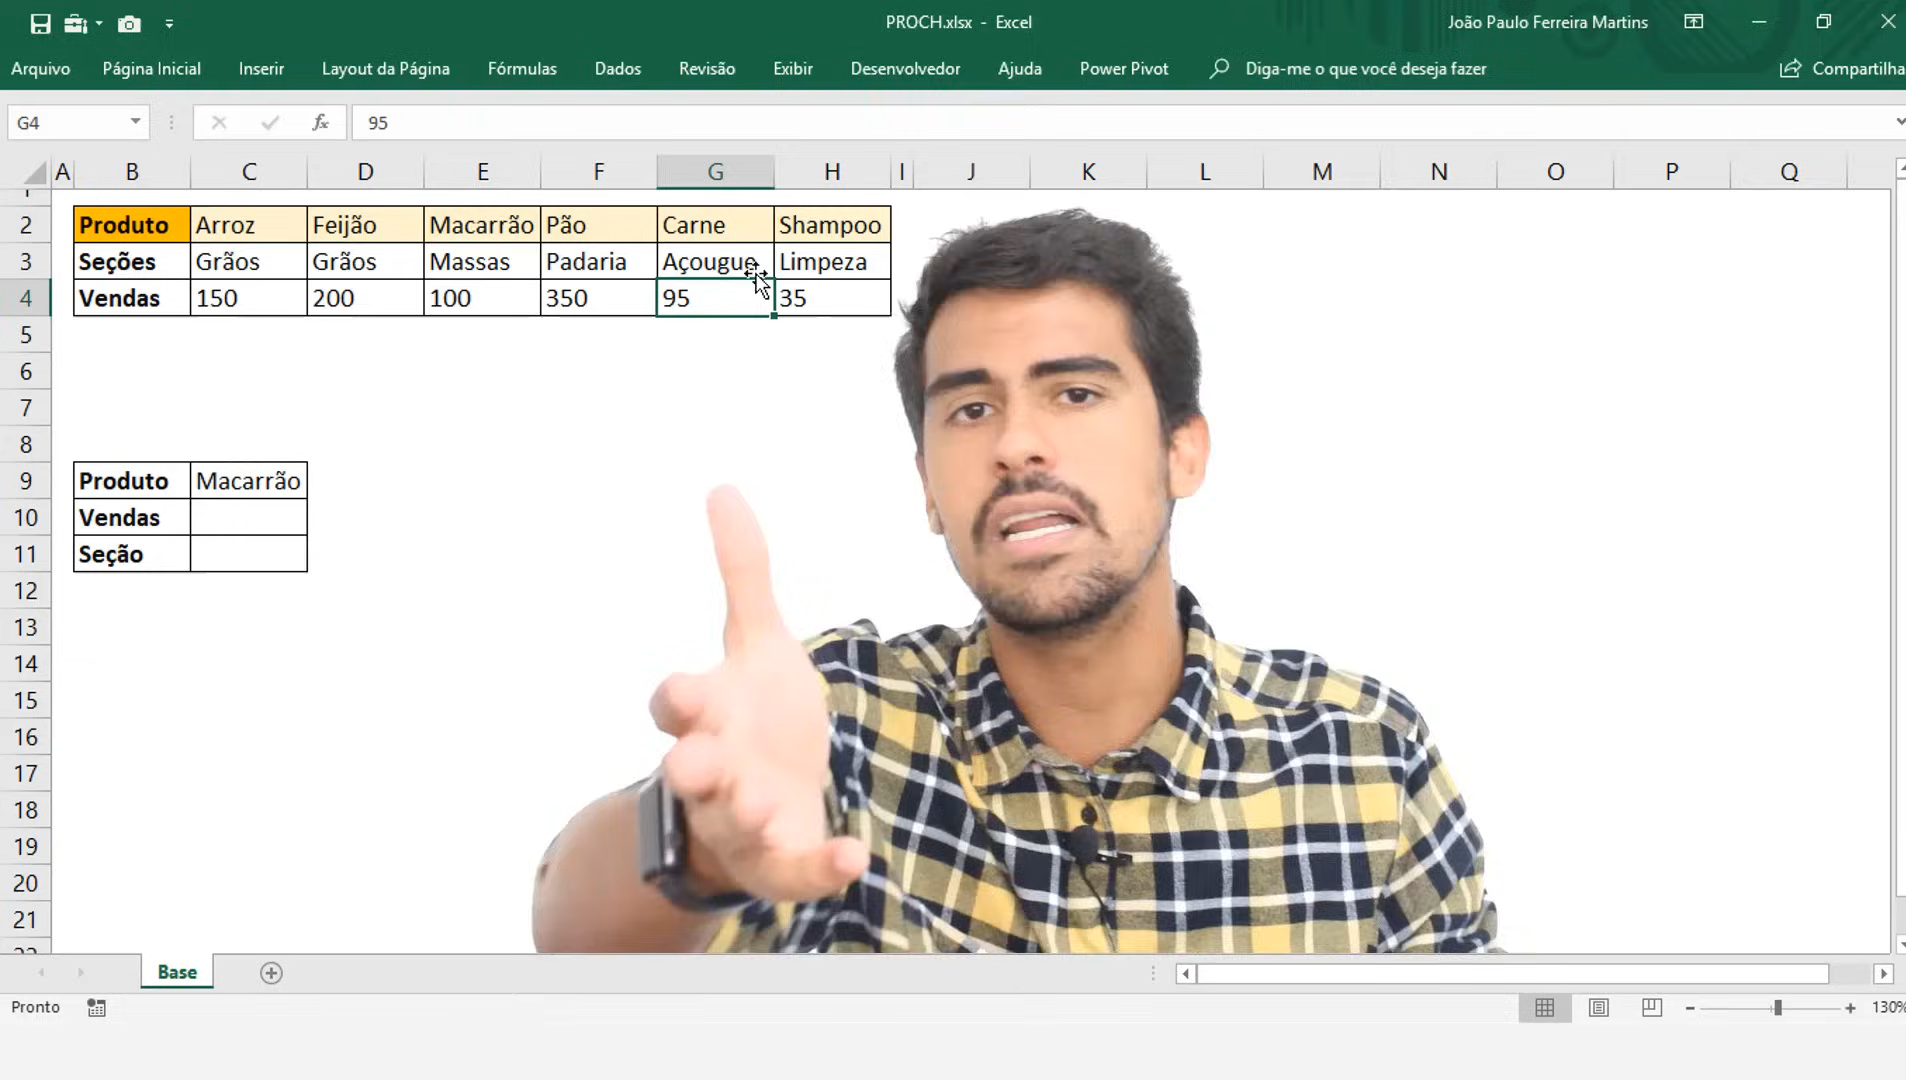 PROCH.xlsx - Excel
João Paulo Ferreira Martins
Arquivo Página Inicial Inserir Layout da Página Fórmulas Dados Revisão Exibir Desenvolvedor Ajuda Power Pivot Diga-me o que você deseja fazer Compartilha
G4 fx 95
A B C D E F G H I J K L M N O P Q
2 Produto Arroz Feijão Macarrão Pão Carne Shampoo
3 Seções Grãos Grãos Massas Padaria Açougue Limpeza
4 Vendas 150 200 100 350 95 35
5
6
7
8
9 Produto Macarrão
10 Vendas
11 Seção
12
13
14
15
16
17
18
19
20
21
Base
Pronto 130%